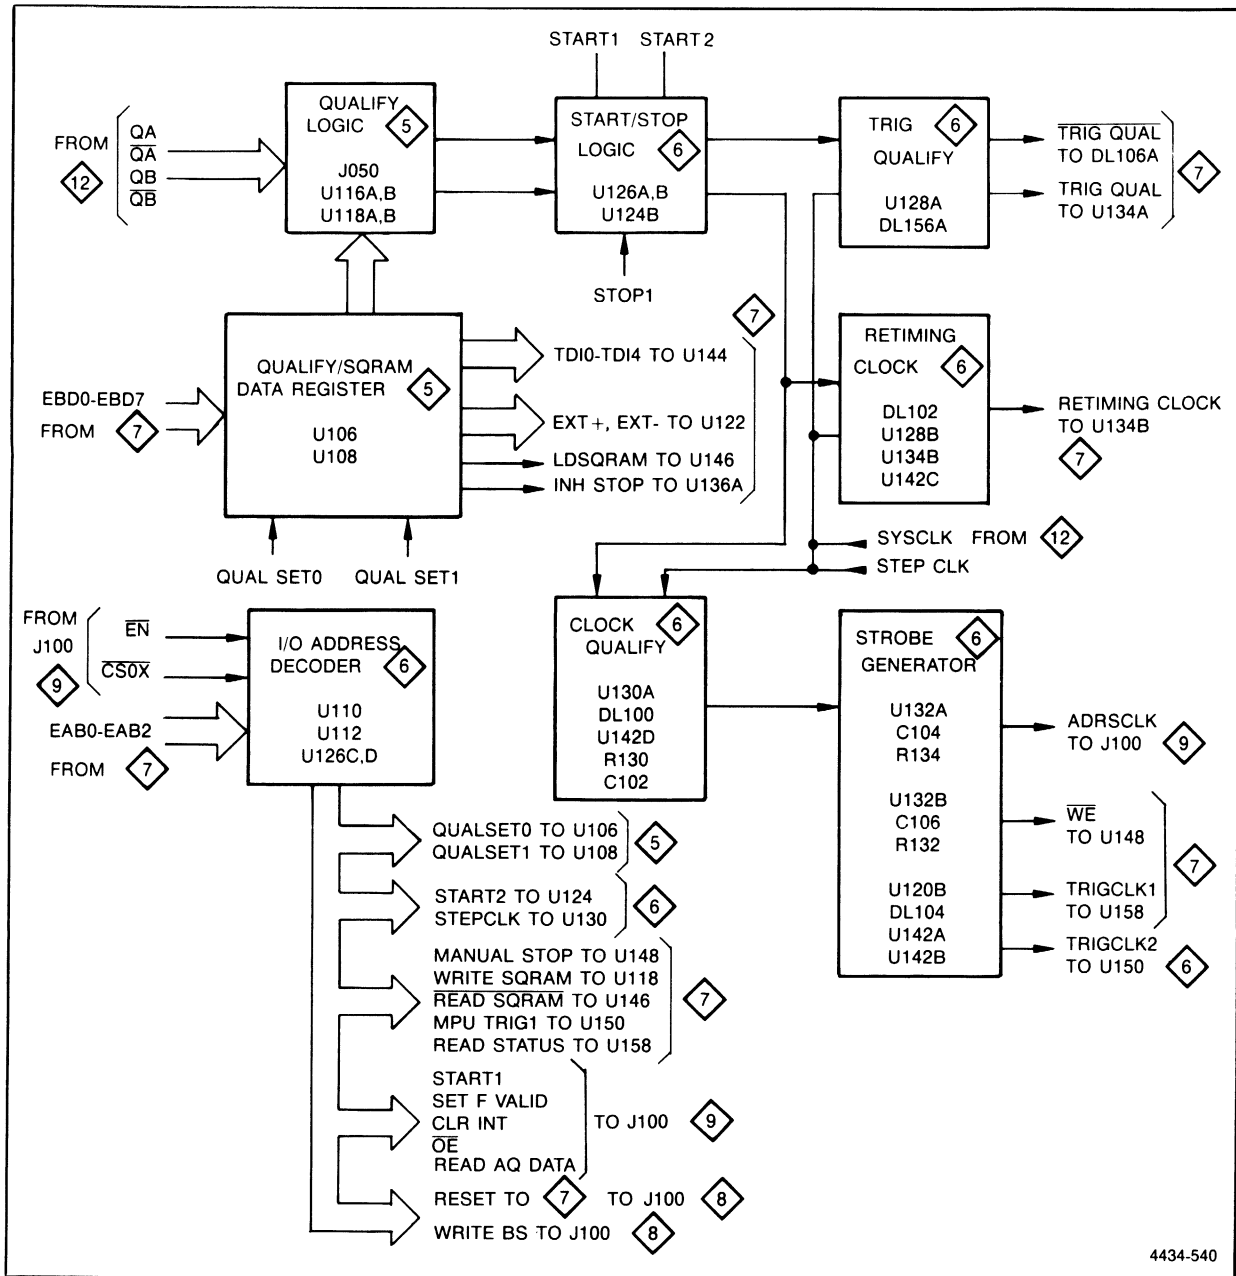 START1 START 2
QUALIFY
LOGIC 5
J050
U116A,B
U118A,B
FROM
12
QA
QA
QB
QB
START/STOP
LOGIC 6
U126A,B
U124B
STOP1
TRIG 6
QUALIFY
U128A
DL156A
TRIG QUAL
TO DL106A
TRIG QUAL
TO U134A
7
QUALIFY/SQRAM
DATA REGISTER 5
U106
U108
EBD0-EBD7
FROM 7
QUAL SET0 QUAL SET1
7
TDI0-TDI4 TO U144
EXT+, EXT- TO U122
LDSQRAM TO U146
INH STOP TO U136A
RETIMING
CLOCK 6
DL102
U128B
U134B
U142C
RETIMING CLOCK
TO U134B
7
SYSCLK FROM 12
STEP CLK
FROM
J100
9
EN
CS0X
EAB0-EAB2
FROM 7
I/O ADDRESS
DECODER 6
U110
U112
U126C,D
CLOCK 6
QUALIFY
U130A
DL100
U142D
R130
C102
STROBE 6
GENERATOR
U132A
C104
R134
U132B
C106
R132
U120B
DL104
U142A
U142B
ADRSCLK
TO J100 9
WE
TO U148
TRIGCLK1
TO U158
7
TRIGCLK2
TO U150 6
QUALSET0 TO U106
QUALSET1 TO U108
5
START2 TO U124
STEPCLK TO U130
6
MANUAL STOP TO U148
WRITE SQRAM TO U118
READ SQRAM TO U146
MPU TRIG1 TO U150
READ STATUS TO U158
7
START1
SET F VALID
CLR INT
OE
READ AQ DATA
TO J100 9
RESET TO 7 TO J100 8
WRITE BS TO J100 8
4434-540